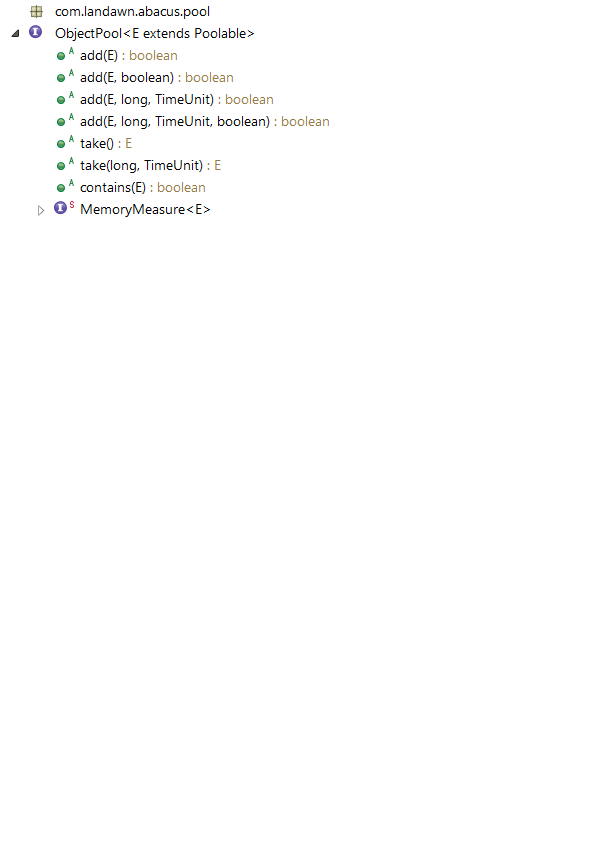 com.landawn.abacus.pool
I ObjectPool<E extends Poolable>
A add(E) : boolean
A add(E, boolean) : boolean
A add(E, long, TimeUnit) : boolean
A add(E, long, TimeUnit, boolean) : boolean
A take() : E
A take(long, TimeUnit) : E
A contains(E) : boolean
I S MemoryMeasure<E>